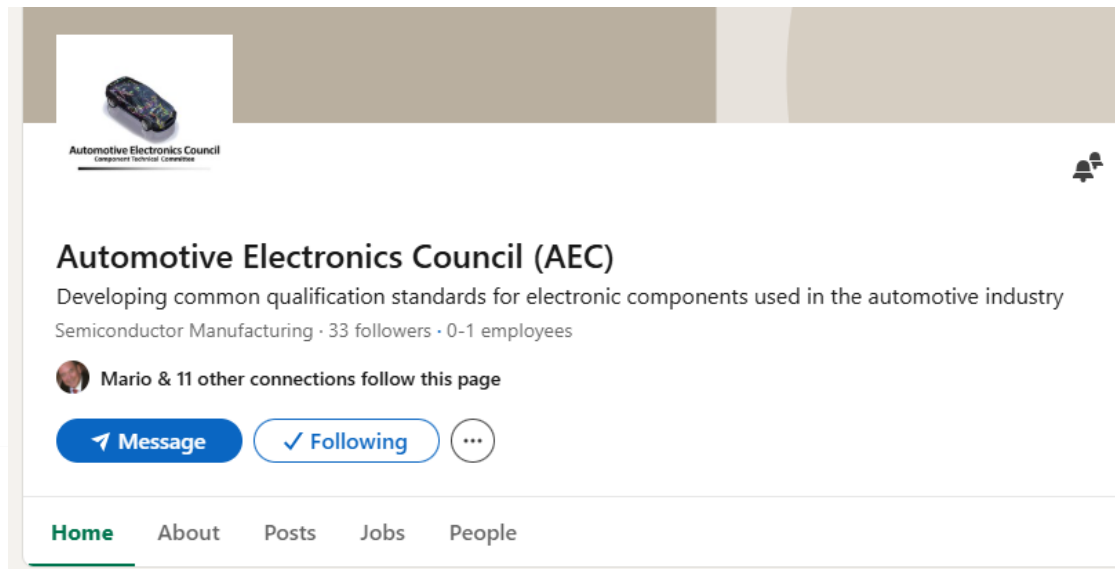 Automotive Electronics Council
Component Technical Committee
Automotive Electronics Council (AEC)
Developing common qualification standards for electronic components used in the automotive industry
Semiconductor Manufacturing · 33 followers · 0-1 employees
Mario & 11 other connections follow this page
Message
Following
Home About Posts Jobs People